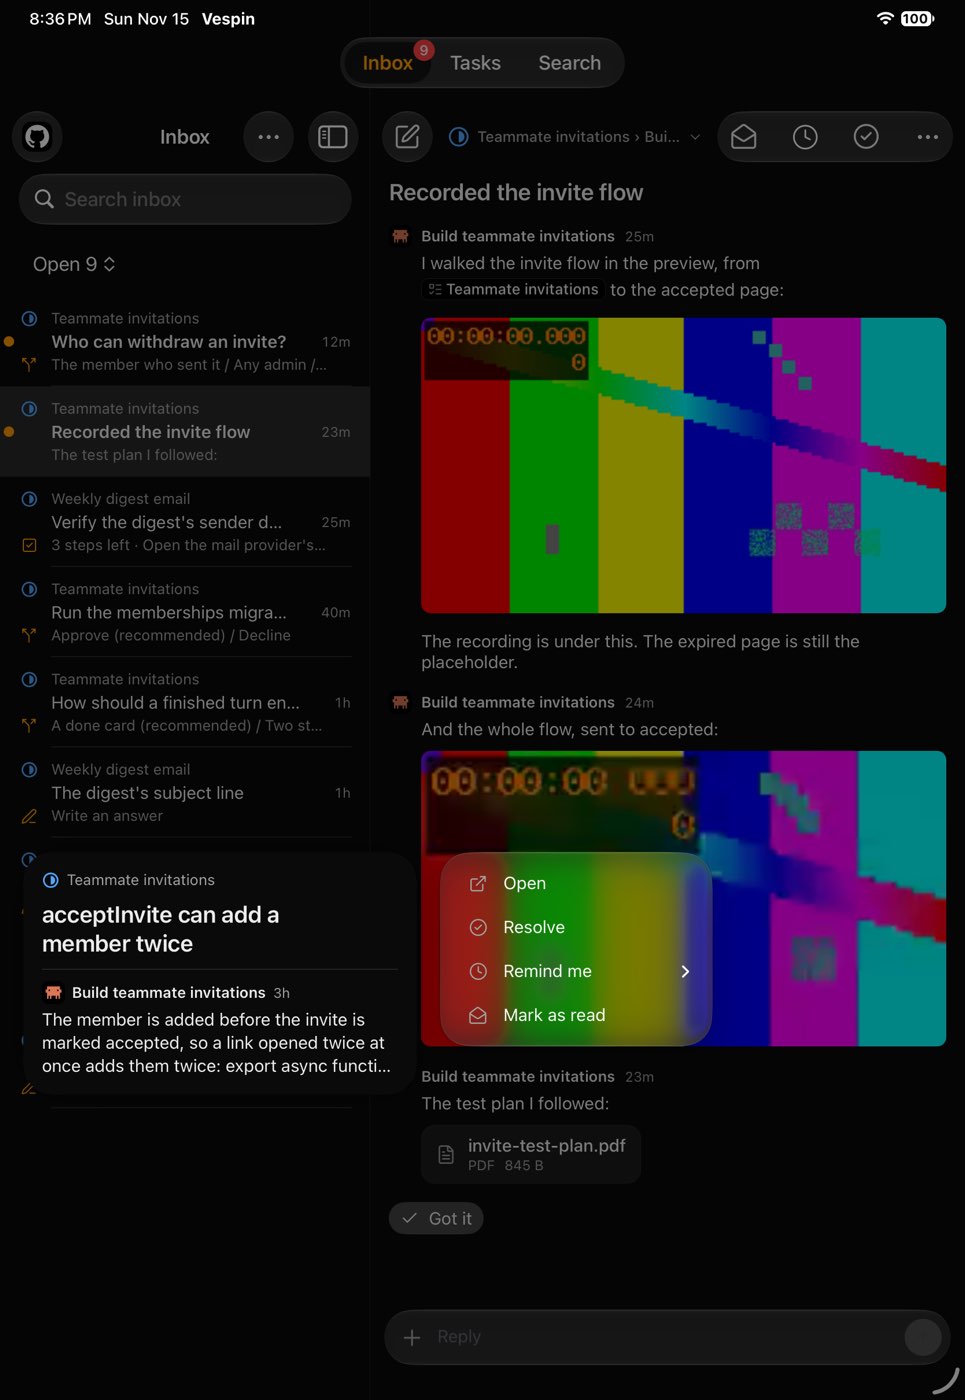 8:36 PM Sun Nov 15 Vespin
100
Inbox 9 Tasks Search
Inbox
Teammate invitations › Bui...
Search inbox
Open 9
Teammate invitations
Who can withdraw an invite? 12m
The member who sent it / Any admin /...
Teammate invitations
Recorded the invite flow 23m
The test plan I followed:
Weekly digest email
Verify the digest's sender d... 25m
3 steps left · Open the mail provider's...
Teammate invitations
Run the memberships migra... 40m
Approve (recommended) / Decline
Teammate invitations
How should a finished turn en... 1h
A done card (recommended) / Two st...
Weekly digest email
The digest's subject line 1h
Write an answer
Teammate invitations
acceptInvite can add a
member twice
Build teammate invitations 3h
The member is added before the invite is
marked accepted, so a link opened twice at
once adds them twice: export async functi...
Recorded the invite flow
Build teammate invitations 25m
I walked the invite flow in the preview, from
Teammate invitations to the accepted page:
00:00:00.000
0
The recording is under this. The expired page is still the
placeholder.
Build teammate invitations 24m
And the whole flow, sent to accepted:
00:00:00
0
Open
Resolve
Remind me
Mark as read
Build teammate invitations 23m
The test plan I followed:
invite-test-plan.pdf
PDF 845 B
Got it
Reply